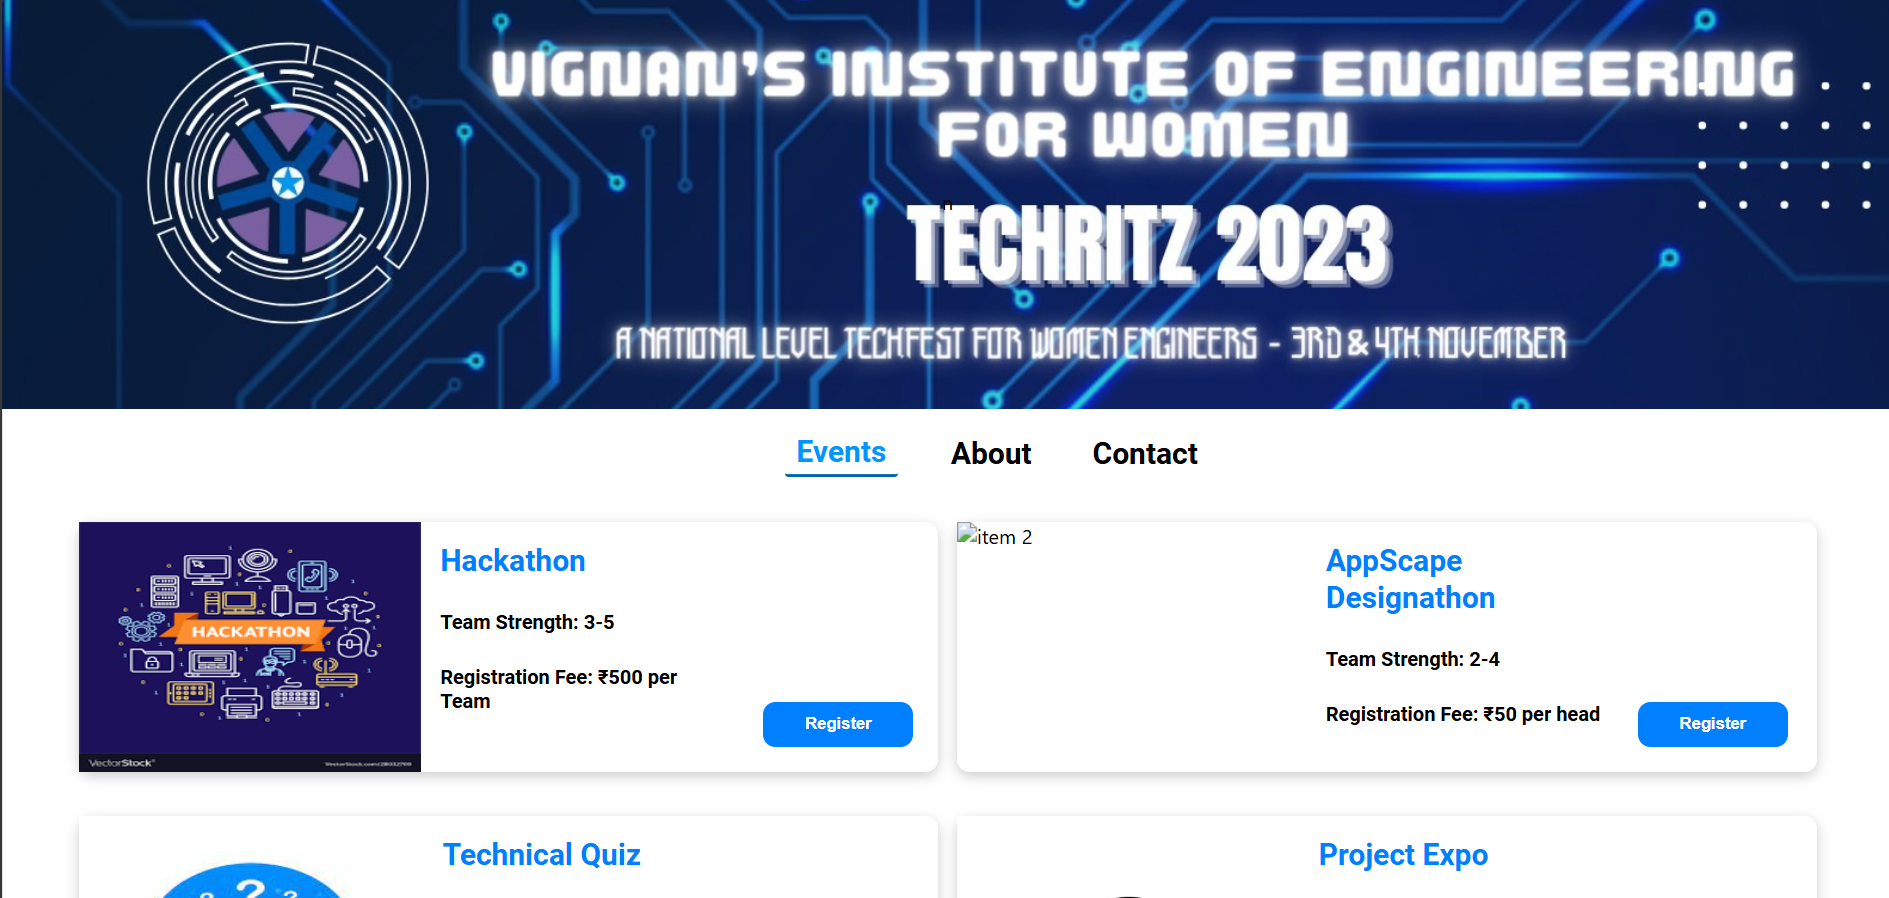 VIGNAN'S INSTITUTE OF ENGINEERING
FOR WOMEN
n
TECHRITZ 2023
A NATIONAL LEVEL TECHFEST FOR WOMEN ENGINEERS - 3RD & 4TH NOVEMBER
Events About Contact
HACKATHON
VectorStock®
Hackathon
Team Strength: 3-5
Registration Fee: ₹500 per
Team
Register
item 2
AppScape
Designathon
Team Strength: 2-4
Registration Fee: ₹50 per head
Register
? ? ?
Technical Quiz
Project Expo